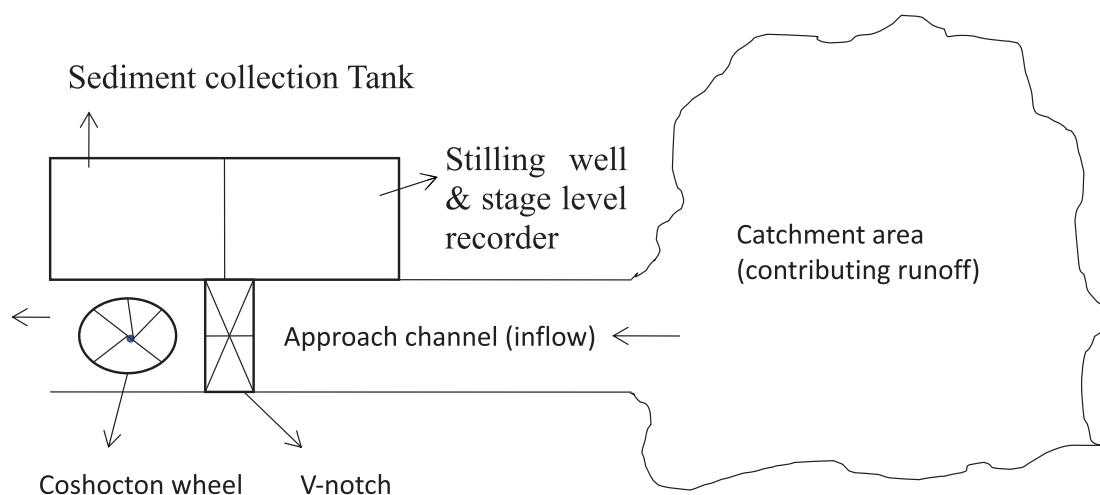 Sediment collection Tank
Stilling well
& stage level
recorder
Catchment area
(contributing runoff)
Approach channel (inflow)
Coshocton wheel
V-notch